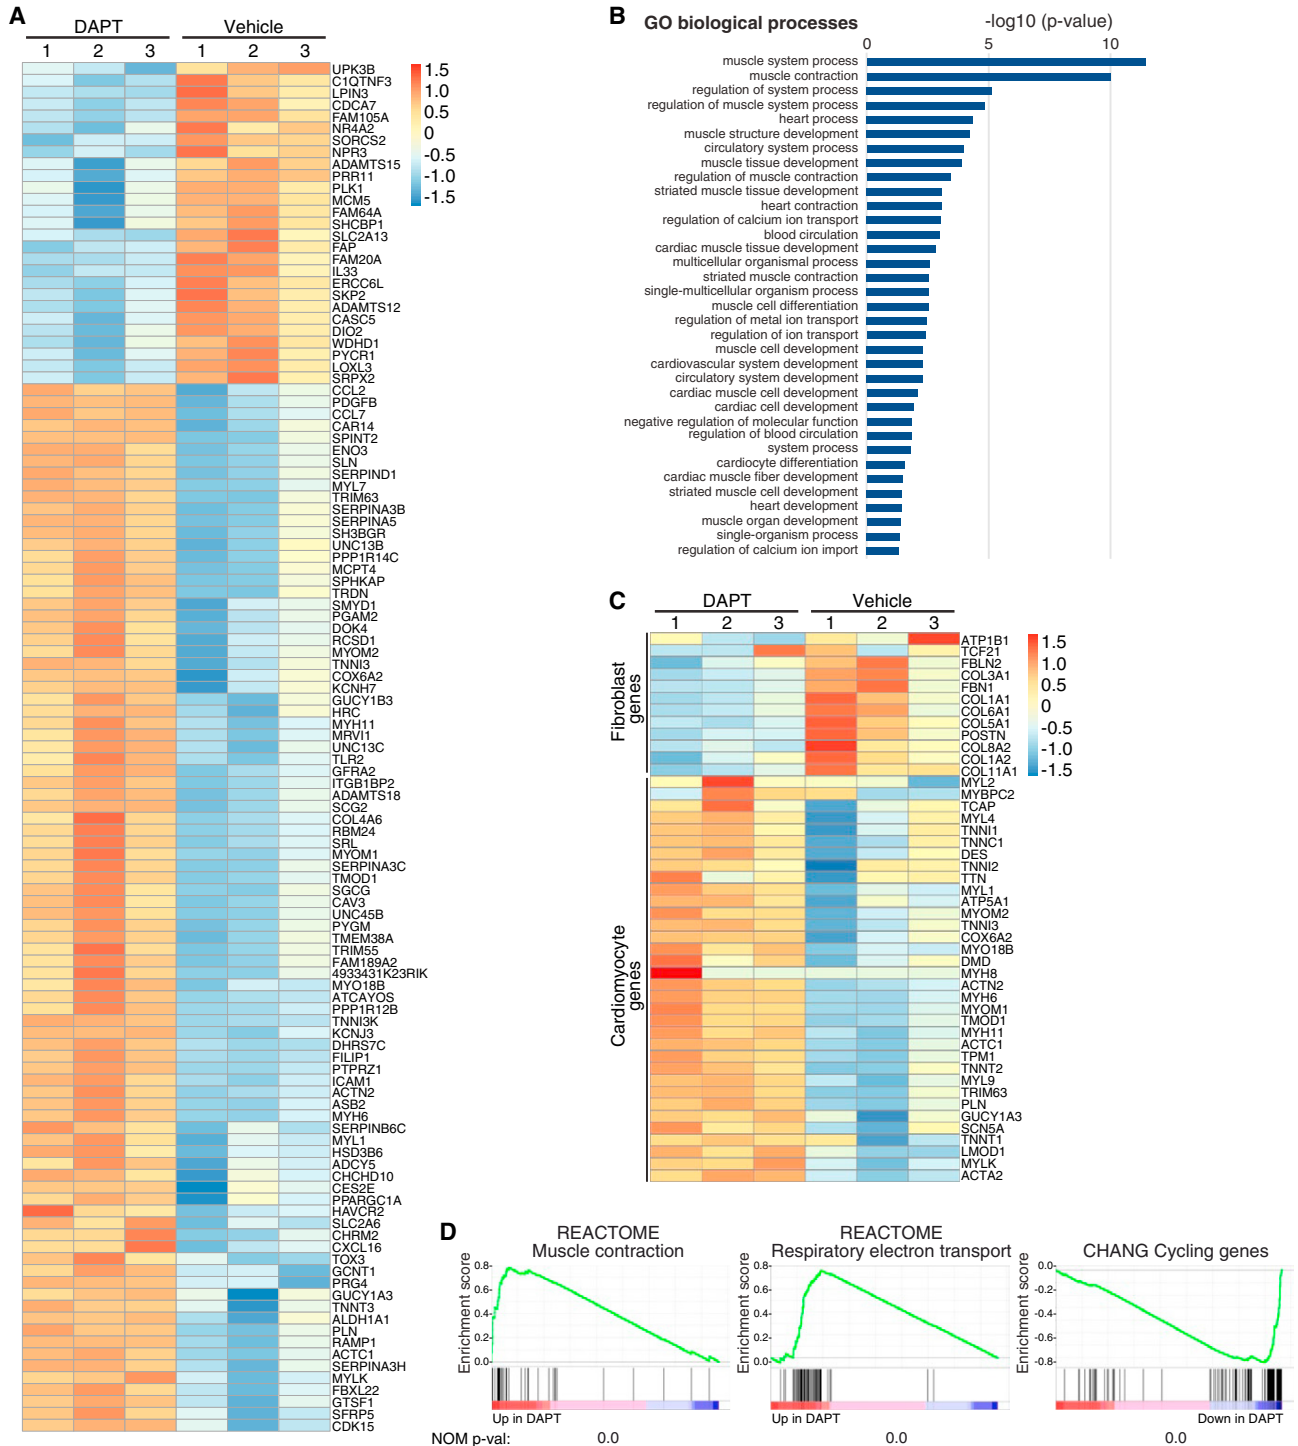 A
DAPT Vehicle
1 2 3 1 2 3
UPK3B
C1QTNF3
LPIN3
CDCA7
FAM105A
NR4A2
SORCS2
NPR3
ADAMTS15
PRR11
PLK1
MCM5
FAM64A
SHCBP1
SLC2A13
FAP
FAM20A
IL33
ERCC6L
SKP2
ADAMTS12
CASC5
DIO2
WDHD1
PYCR1
LOXL3
SRPX2
CCL2
PDGFB
CCL7
CAR14
SPINT2
ENO3
SLN
SERPIND1
MYL7
TRIM63
SERPINA3B
SERPINA5
SH3BGR
UNC13B
PPP1R14C
MCPT4
SPHKAP
TRDN
SMYD1
PGAM2
DOK4
RCSD1
MYOM2
TNNI3
COX6A2
KCNH7
GUCY1B3
HRC
MYH11
MRVI1
UNC13C
TLR2
GFRA2
ITGB1BP2
ADAMTS18
SCG2
COL4A6
RBM24
SRL
MYOM1
SERPINA3C
TMOD1
SGCG
CAV3
UNC45B
PYGM
TMEM38A
TRIM55
FAM189A2
4933431K23RIK
MYO18B
ATCAYOS
PPP1R12B
TNNI3K
KCNJ3
DHRS7C
FILIP1
PTPRZ1
ICAM1
ACTN2
ASB2
MYH6
SERPINB6C
MYL1
HSD3B6
ADCY5
CHCHD10
CES2E
PPARGC1A
HAVCR2
SLC2A6
CHRM2
CXCL16
TOX3
GCNT1
PRG4
GUCY1A3
TNNT3
ALDH1A1
PLN
RAMP1
ACTC1
SERPINA3H
MYLK
FBXL22
GTSF1
SFRP5
CDK15
1.5
1.0
0.5
0
-0.5
-1.0
-1.5
B
GO biological processes
-log10 (p-value)
0 5 10
muscle system process
muscle contraction
regulation of system process
regulation of muscle system process
heart process
muscle structure development
circulatory system process
muscle tissue development
regulation of muscle contraction
striated muscle tissue development
heart contraction
regulation of calcium ion transport
blood circulation
cardiac muscle tissue development
multicellular organismal process
striated muscle contraction
single-multicellular organism process
muscle cell differentiation
regulation of metal ion transport
regulation of ion transport
muscle cell development
cardiovascular system development
circulatory system development
cardiac muscle cell development
cardiac cell development
negative regulation of molecular function
regulation of blood circulation
system process
cardiocyte differentiation
cardiac muscle fiber development
striated muscle cell development
heart development
muscle organ development
single-organism process
regulation of calcium ion import
C
DAPT Vehicle
1 2 3 1 2 3
Fibroblast
genes
ATP1B1
TCF21
FBLN2
COL3A1
FBN1
COL1A1
COL6A1
COL5A1
POSTN
COL8A2
COL1A2
COL11A1
Cardiomyocyte
genes
MYL2
MYBPC2
TCAP
MYL4
TNNI1
TNNC1
DES
TNNI2
TTN
MYL1
ATP5A1
MYOM2
TNNI3
COX6A2
MYO18B
DMD
MYH8
ACTN2
MYH6
MYOM1
TMOD1
MYH11
ACTC1
TPM1
TNNT2
MYL9
TRIM63
PLN
GUCY1A3
SCN5A
TNNT1
LMOD1
MYLK
ACTA2
1.5
1.0
0.5
0
-0.5
-1.0
-1.5
D
REACTOME
Muscle contraction
Enrichment score
0.8
0.6
0.4
0.2
0.0
Up in DAPT
REACTOME
Respiratory electron transport
Enrichment score
0.8
0.6
0.4
0.2
0.0
Up in DAPT
CHANG Cycling genes
Enrichment score
0.0
-0.2
-0.4
-0.6
-0.8
Down in DAPT
NOM p-val: 0.0 0.0 0.0